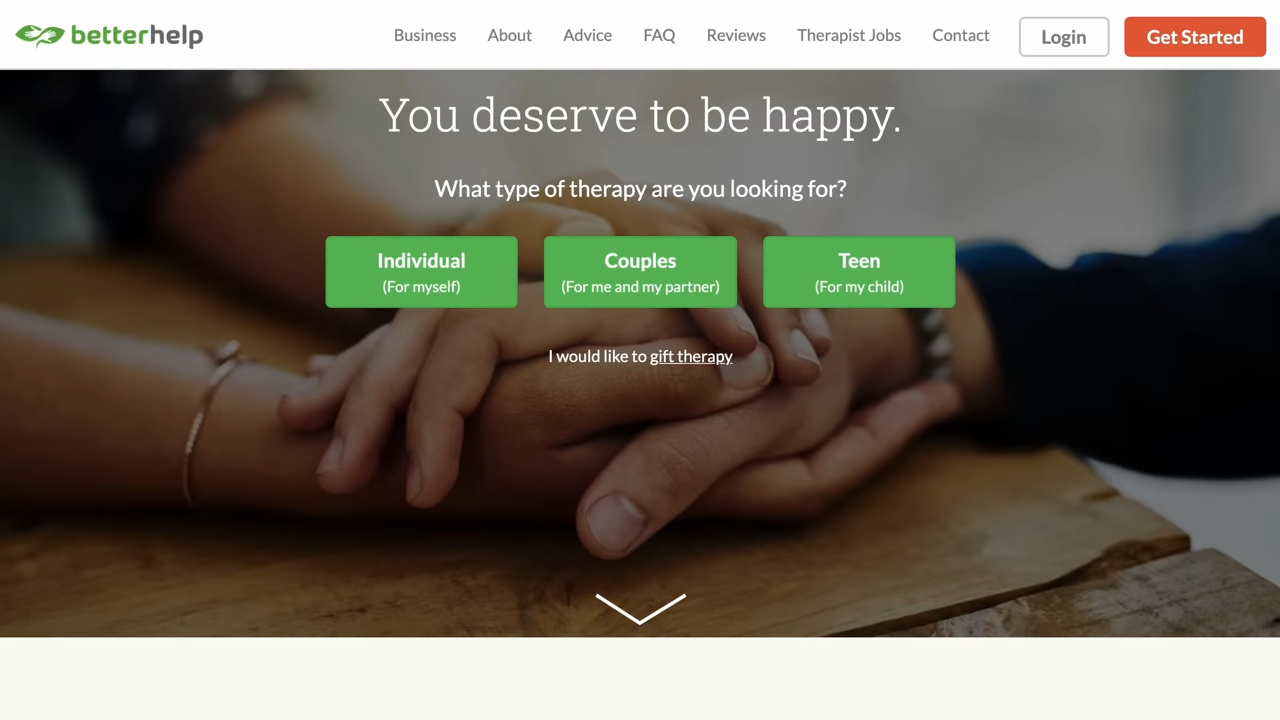 betterhelp
Business About Advice FAQ Reviews Therapist Jobs Contact Login Get Started
You deserve to be happy.
What type of therapy are you looking for?
Individual Couples Teen
(For myself) (For me and my partner) (For my child)
I would like to gift therapy